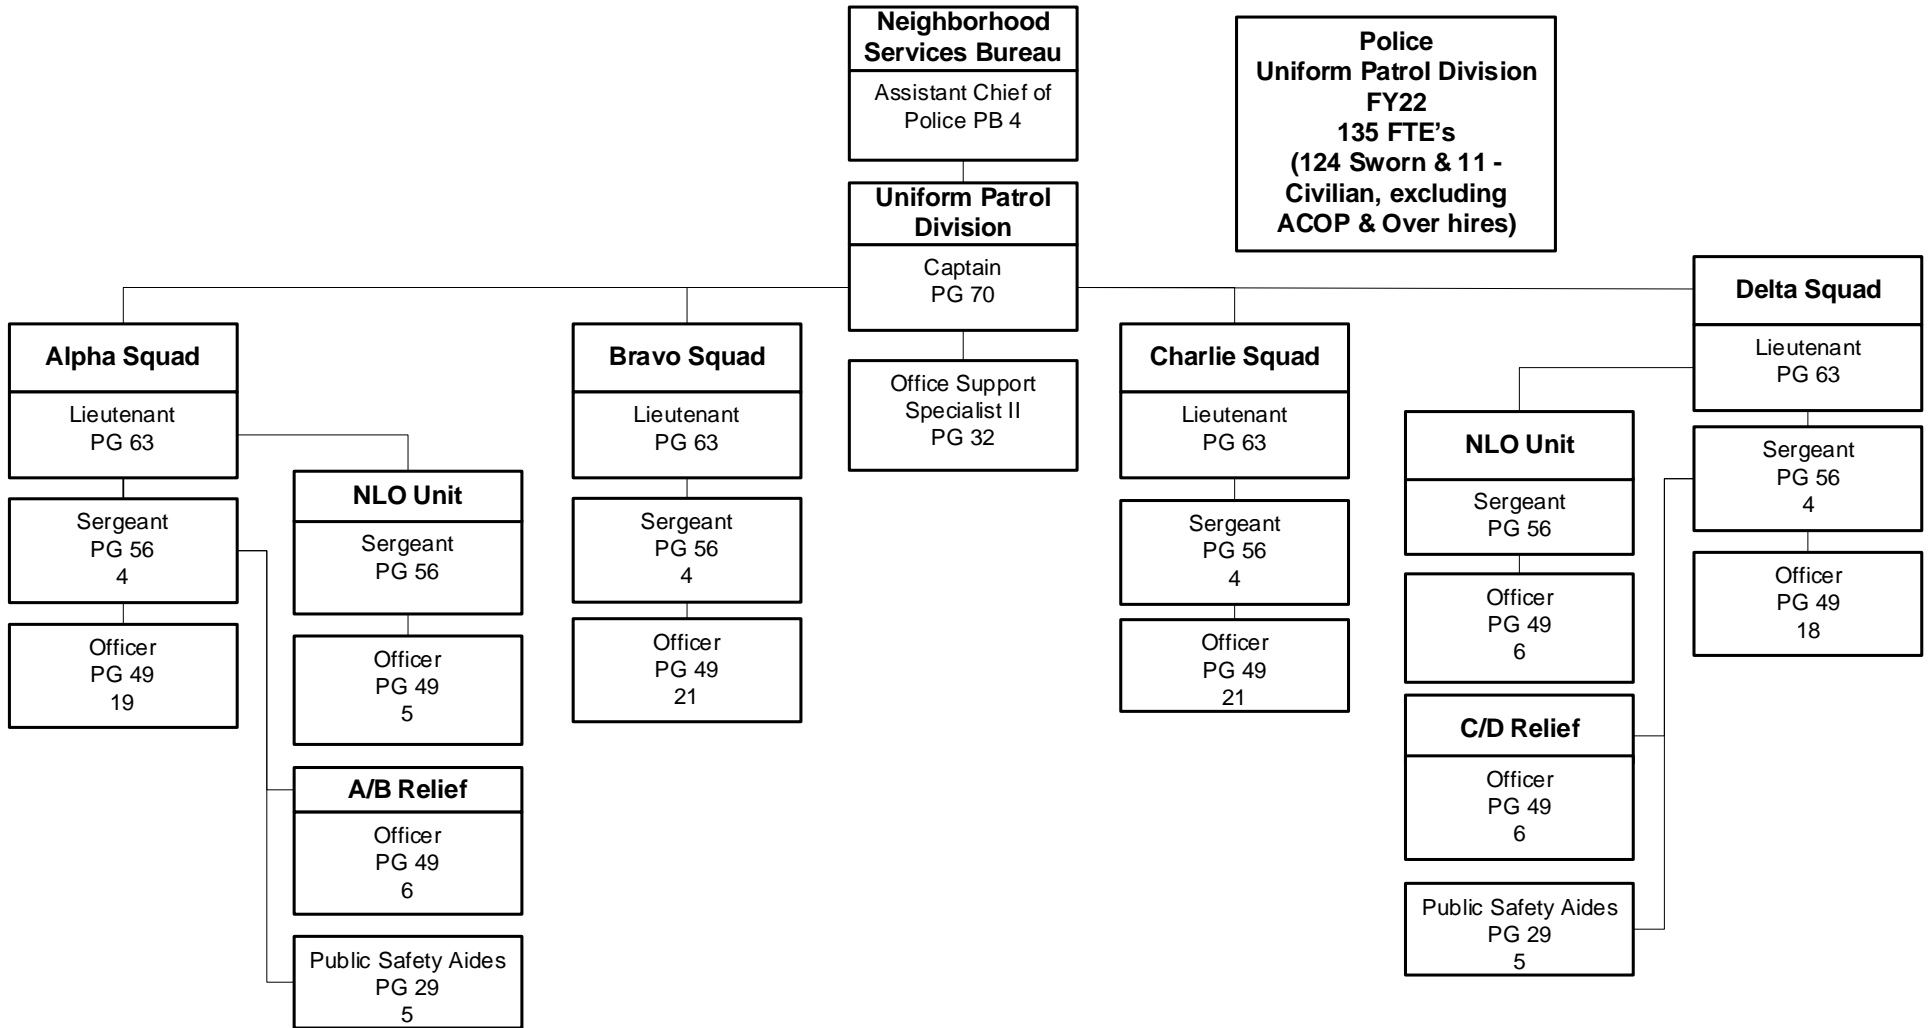 Neighborhood
Services Bureau
Assistant Chief of
Police PB 4
Police
Uniform Patrol Division
FY22
135 FTE's
(124 Sworn & 11 -
Civilian, excluding
ACOP & Over hires)
Uniform Patrol
Division
Captain
PG 70
Office Support
Specialist II
PG 32
Alpha Squad
Lieutenant
PG 63
Sergeant
PG 56
4
Officer
PG 49
19
NLO Unit
Sergeant
PG 56
Officer
PG 49
5
A/B Relief
Officer
PG 49
6
Public Safety Aides
PG 29
5
Bravo Squad
Lieutenant
PG 63
Sergeant
PG 56
4
Officer
PG 49
21
Charlie Squad
Lieutenant
PG 63
Sergeant
PG 56
4
Officer
PG 49
21
NLO Unit
Sergeant
PG 56
Officer
PG 49
6
C/D Relief
Officer
PG 49
6
Public Safety Aides
PG 29
5
Delta Squad
Lieutenant
PG 63
Sergeant
PG 56
4
Officer
PG 49
18